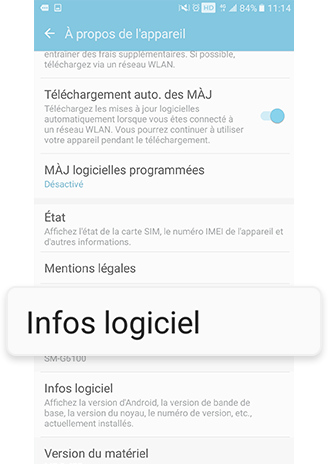 HD 84% 11:14
À propos de l'appareil
entraîner des frais supplémentaires. Si possible,
téléchargez via un réseau WLAN.
Téléchargement auto. des MÀJ
Téléchargez les mises à jour logicielles
automatiquement lorsque vous êtes connecté à
un réseau WLAN. Vous pourrez continuer à utiliser
votre appareil pendant le téléchargement.
MÀJ logicielles programmées
Désactivé
État
Affichez l'état de la carte SIM, le numéro IMEI de l'appareil et
d'autres informations.
Mentions légales
Infos logiciel
SM-G5100
Infos logiciel
Affichez la version d'Android, la version de bande de
base, la version du noyau, le numéro de version, etc.,
actuellement installés.
Version du matériel